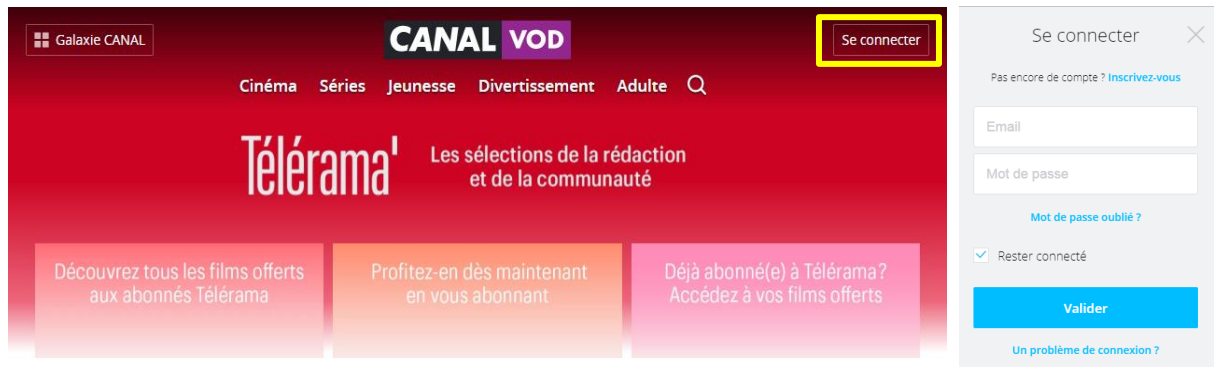 Galaxie CANAL
CANAL VOD
Se connecter
Cinéma Séries Jeunesse Divertissement Adulte
Télérama'
Les sélections de la rédaction
et de la communauté
Découvrez tous les films offerts
aux abonnés Télérama
Profitez-en dès maintenant
en vous abonnant
Déjà abonné(e) à Télérama?
Accédez à vos films offerts
Se connecter
Pas encore de compte ? Inscrivez-vous
Email
Mot de passe
Mot de passe oublié ?
Rester connecté
Valider
Un problème de connexion ?